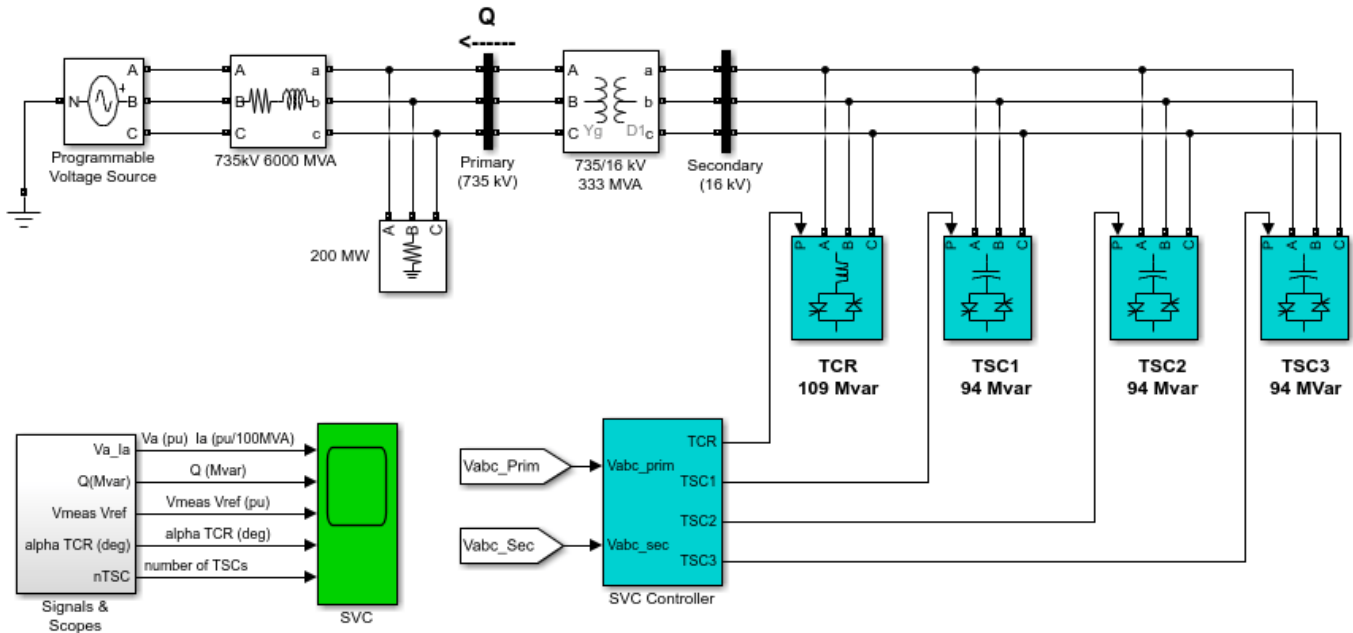 Q
<------
A
B
C
N
+
Programmable
Voltage Source
A
B
C
a
b
c
735kV 6000 MVA
A
B
C
200 MW
Primary
(735 kV)
A
B
C
a
b
c
Yg
D1
735/16 kV
333 MVA
Secondary
(16 kV)
P
A
B
C
TCR
109 Mvar
P
A
B
C
TSC1
94 Mvar
P
A
B
C
TSC2
94 Mvar
P
A
B
C
TSC3
94 MVar
Va_Ia
Q(Mvar)
Vmeas Vref
alpha TCR (deg)
nTSC
Signals &
Scopes
Va (pu) Ia (pu/100MVA)
Q (Mvar)
Vmeas Vref (pu)
alpha TCR (deg)
number of TSCs
SVC
Vabc_Prim
Vabc_Sec
Vabc_prim
Vabc_sec
TCR
TSC1
TSC2
TSC3
SVC Controller